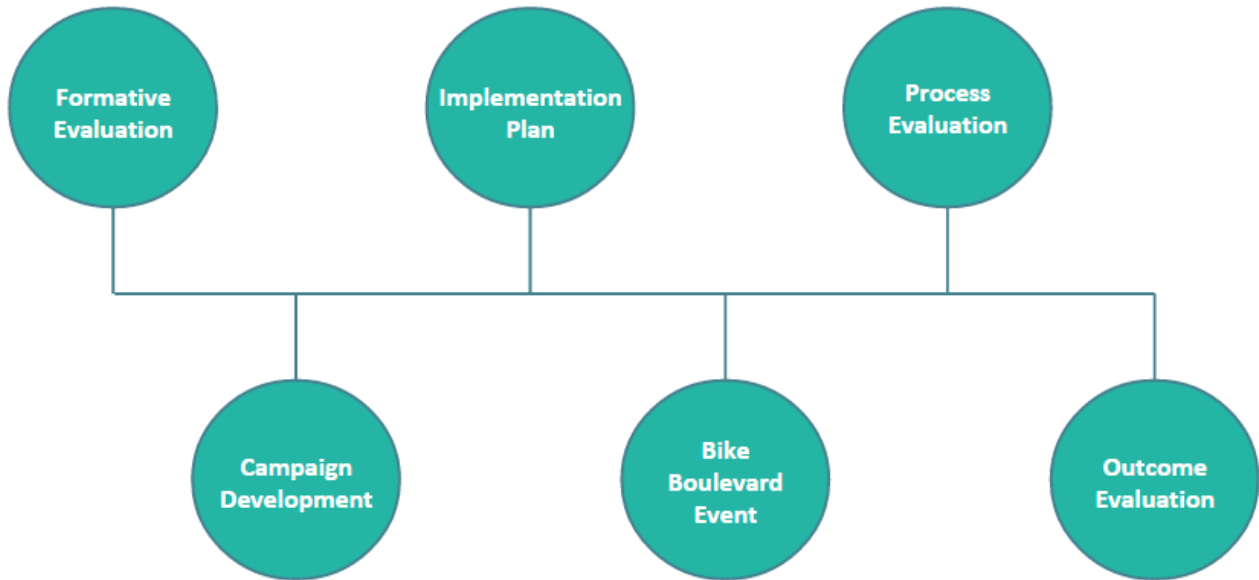 Formative
Evaluation
Implementation
Plan
Process
Evaluation
Campaign
Development
Bike
Boulevard
Event
Outcome
Evaluation